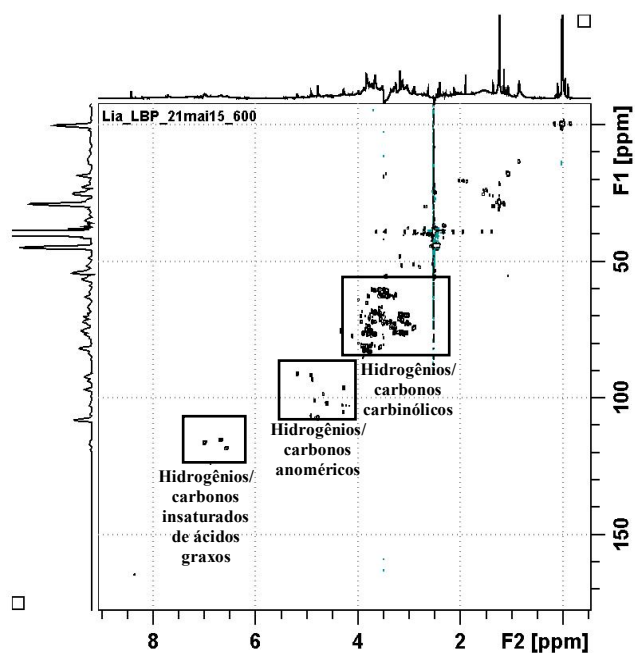 Lia_LBP_21mai15_600
F1 [ppm]
50
100
150
Hidrogênios/
carbonos
carbinólicos
Hidrogênios/
carbonos
anoméricos
Hidrogênios/
carbonos
insaturados
de ácidos
graxos
8
6
4
2
F2 [ppm]